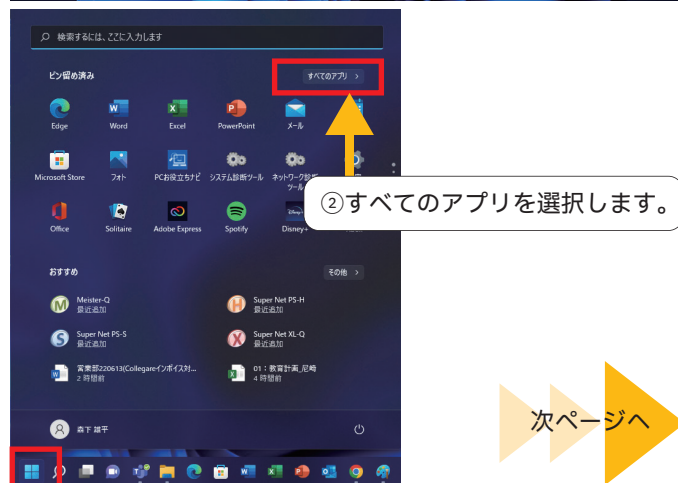 検索するには、ここに入力します
ピン留め済み
すべてのアプリ >
Edge
Word
Excel
PowerPoint
メール
Microsoft Store
フォト
PCお役立ちナビ
システム診断ツール
ネットワーク診断
ツール
②すべてのアプリを選択します。
Office
Solitaire
Adobe Express
Spotify
Disney+
おすすめ
その他 >
Meister-Q
最近追加
Super Net PS-H
最近追加
Super Net PS-S
最近追加
Super Net XL-Q
最近追加
営業部220613(Collegareインボイス対...
2 時間前
01：教育計画_尼崎
4 時間前
森下 雄平
次ページへ